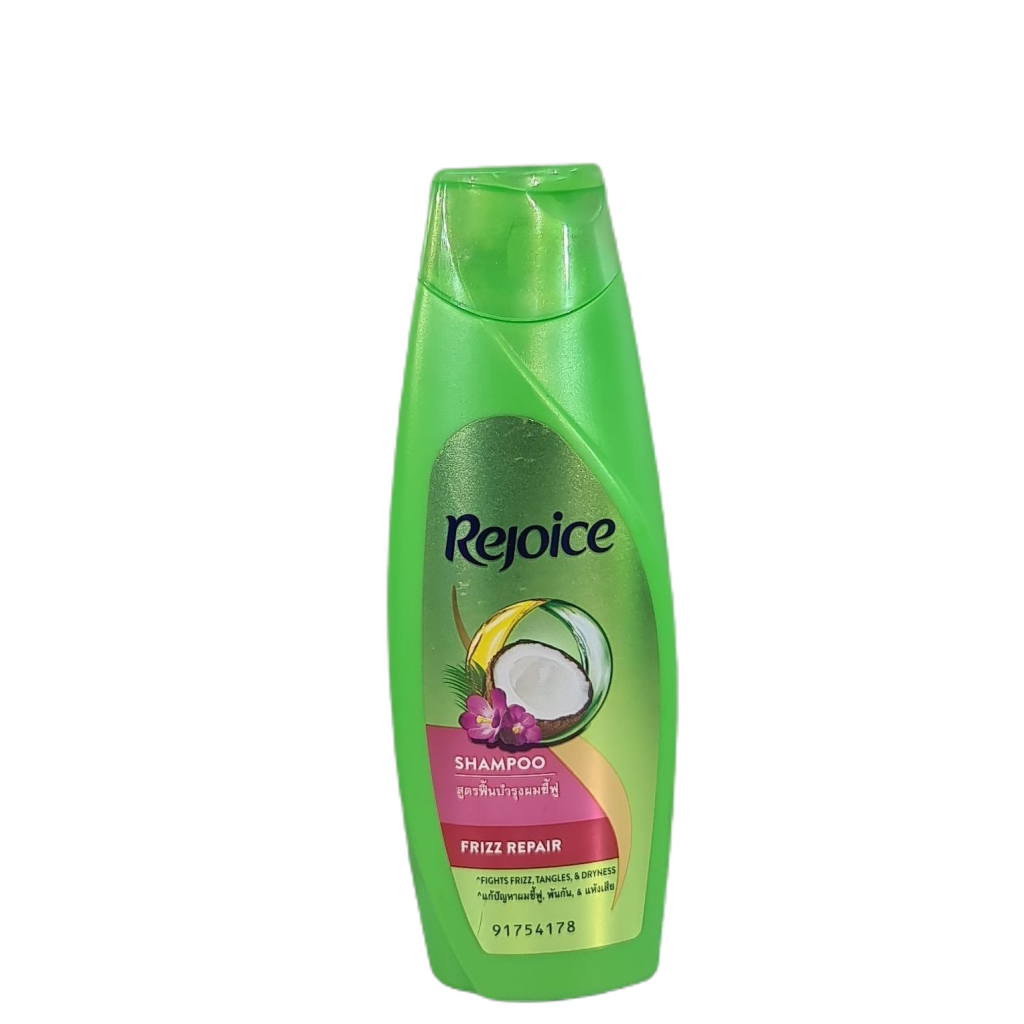 Rejoice
SHAMPOO
สูตรฟื้นบำรุงผมชี้ฟู
FRIZZ REPAIR
^FIGHTS FRIZZ, TANGLES, & DRYNESS
^แก้ปัญหาผมชี้ฟู, พันกัน, & แห้งเสีย
91754178